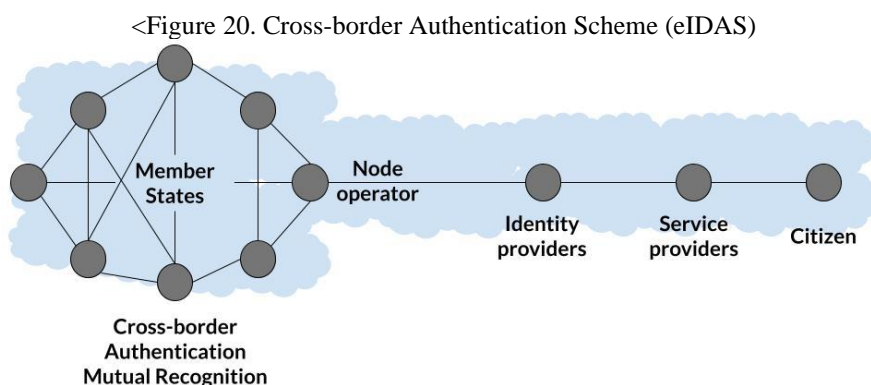 <Figure 20. Cross-border Authentication Scheme (eIDAS)
Member
States
Node
operator
Identity
providers
Service
providers
Citizen
Cross-border
Authentication
Mutual Recognition